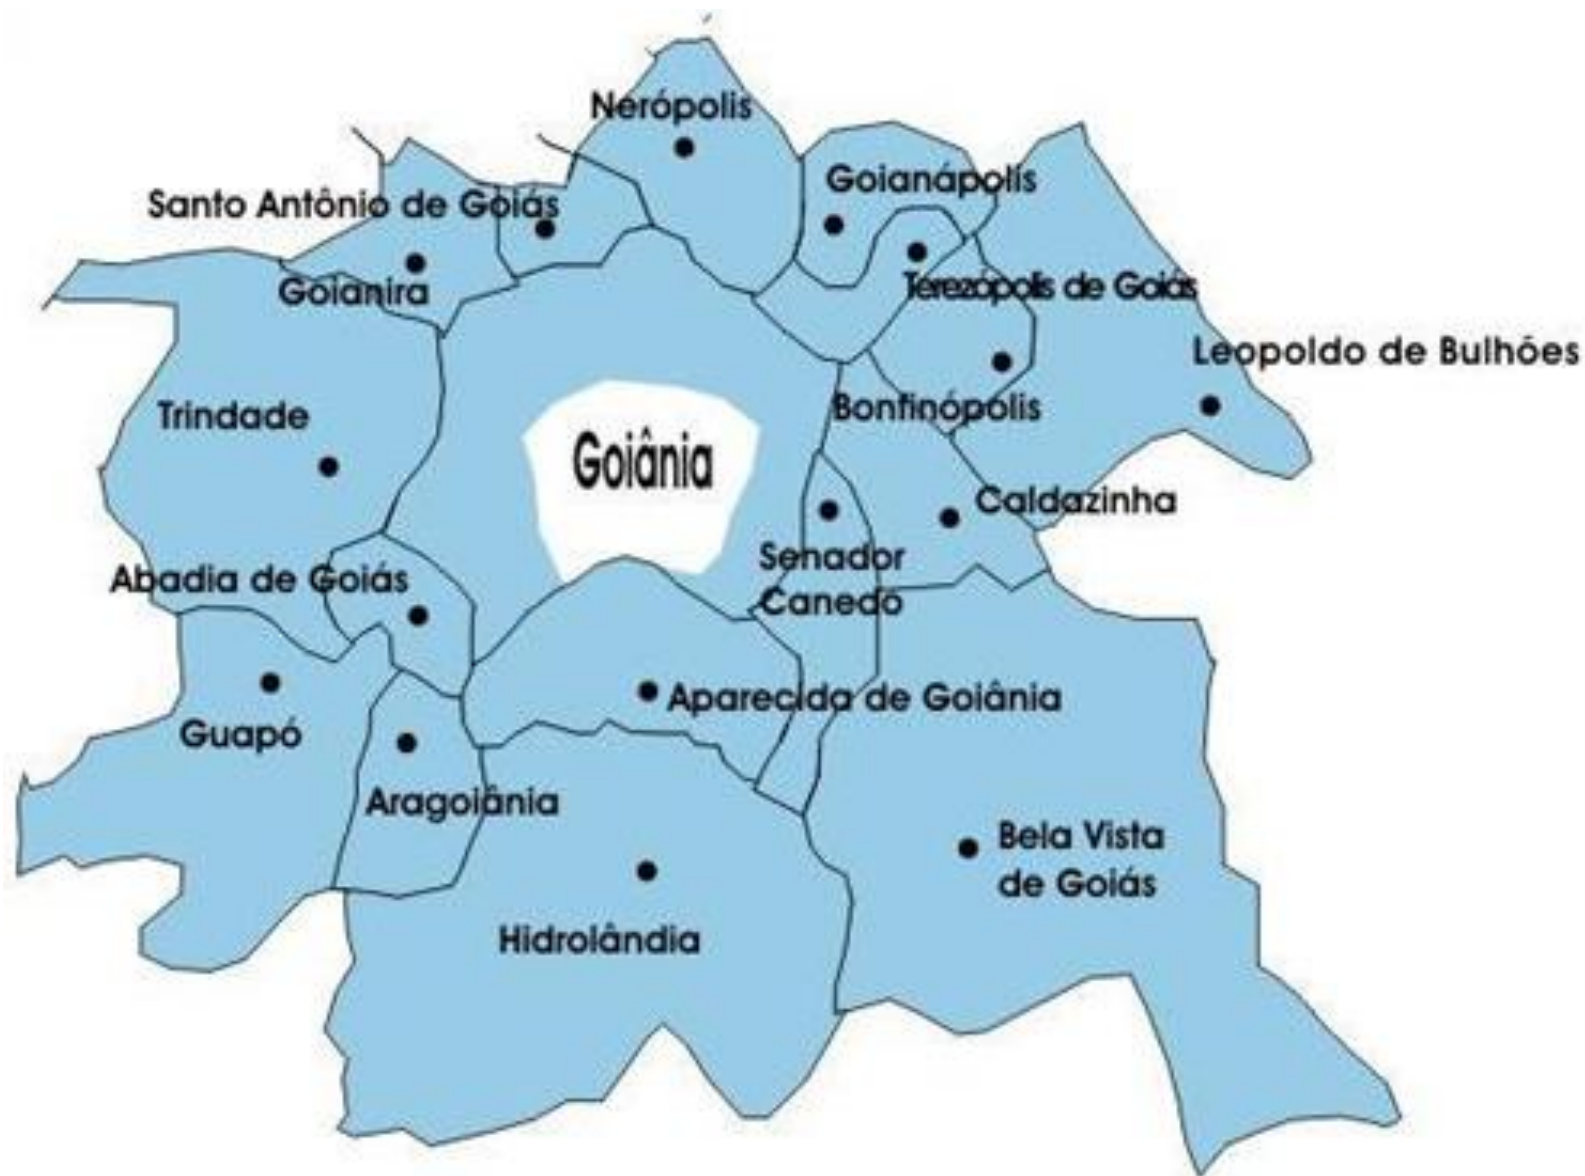 Nerópolis
Goianápolis
Santo Antônio de Goiás
Goianira
Terezópolis de Goiás
Leopoldo de Bulhões
Trindade
Bonfinópolis
Goiânia
Caldazinha
Senador
Canedo
Abadia de Goiás
Aparecida de Goiânia
Guapó
Aragoiânia
Bela Vista
de Goiás
Hidrolândia